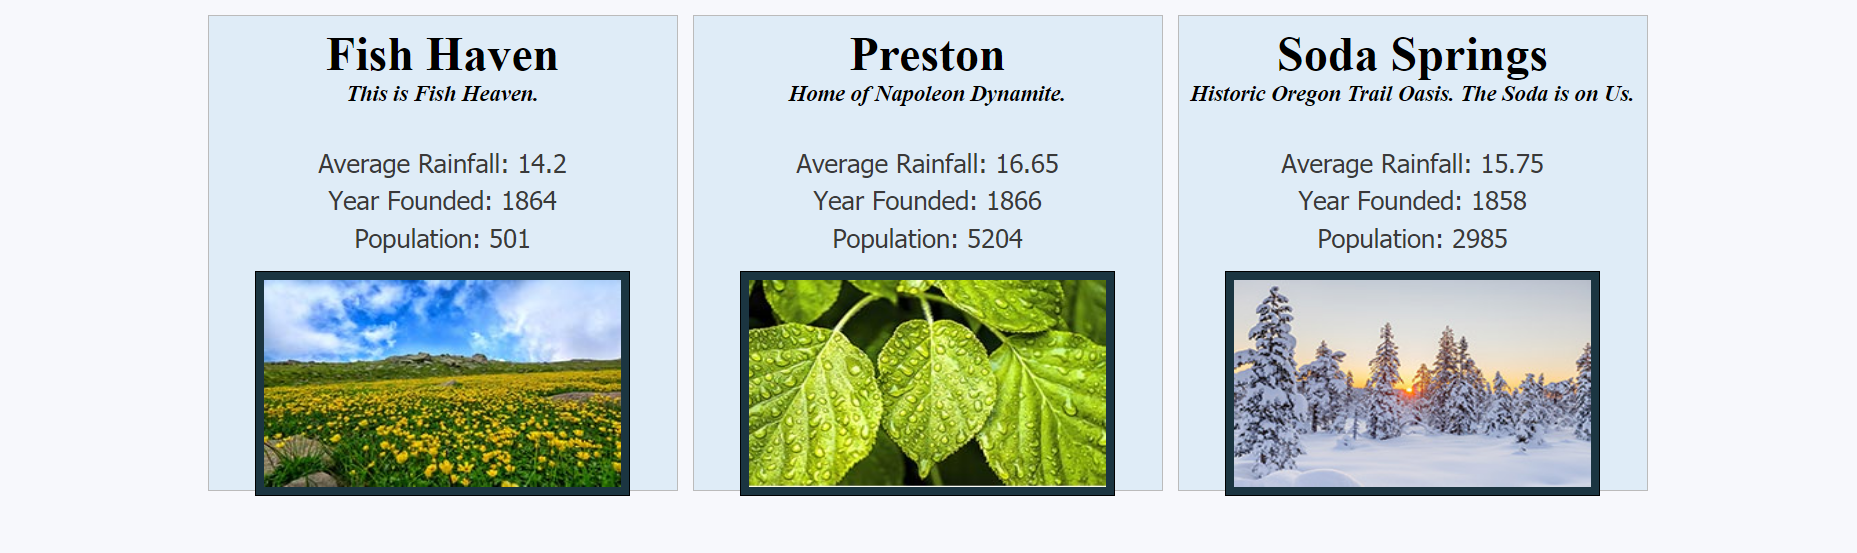 Fish Haven
This is Fish Heaven.
Average Rainfall: 14.2
Year Founded: 1864
Population: 501
Preston
Home of Napoleon Dynamite.
Average Rainfall: 16.65
Year Founded: 1866
Population: 5204
Soda Springs
Historic Oregon Trail Oasis. The Soda is on Us.
Average Rainfall: 15.75
Year Founded: 1858
Population: 2985